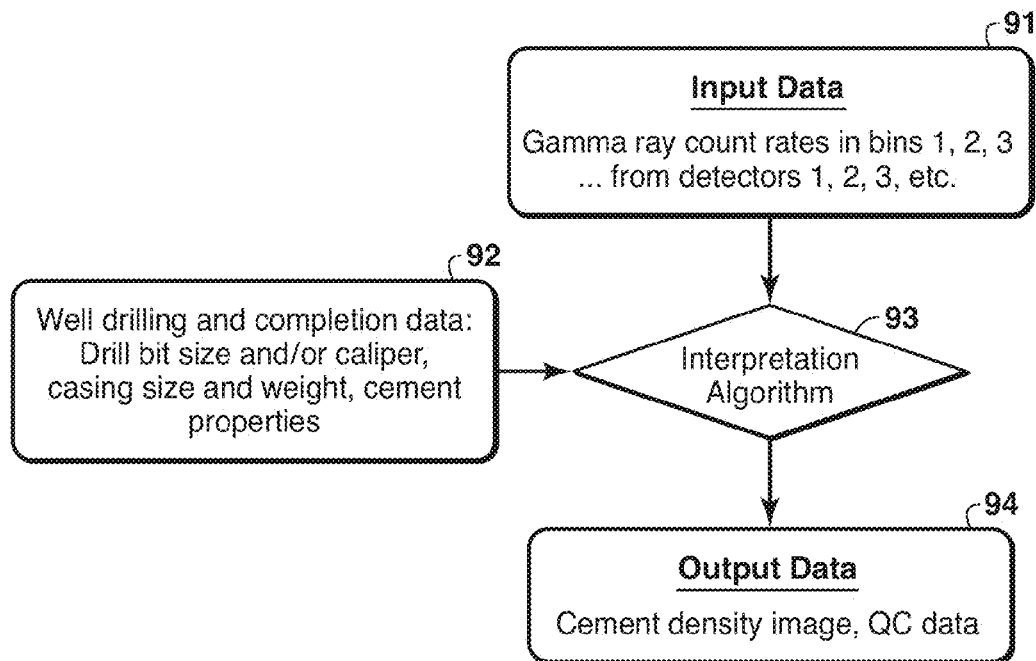 91
Input Data
Gamma ray count rates in bins 1, 2, 3
... from detectors 1, 2, 3, etc.
92
Well drilling and completion data:
Drill bit size and/or caliper,
casing size and weight, cement
properties
93
Interpretation
Algorithm
94
Output Data
Cement density image, QC data